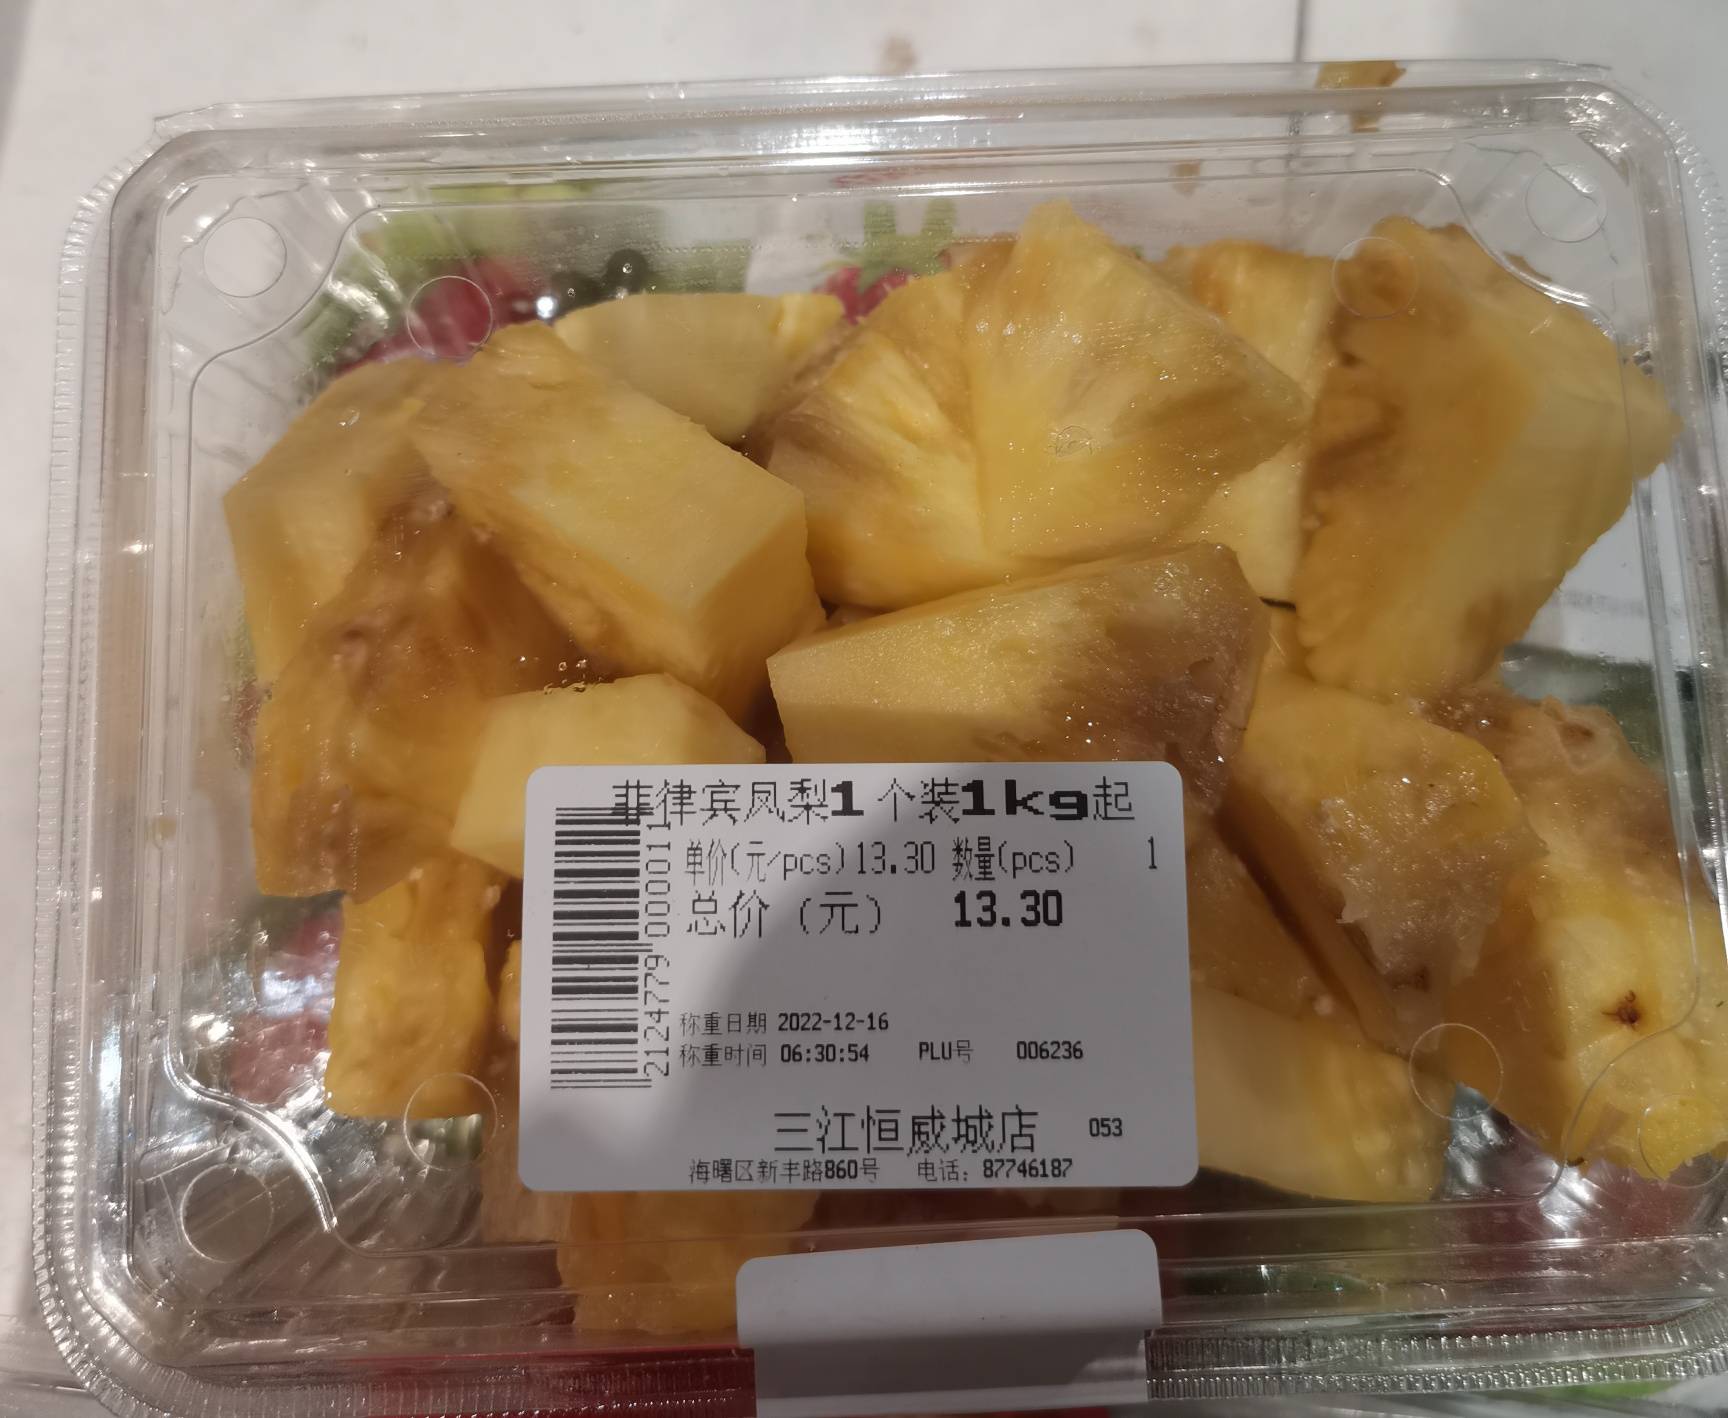 菲律宾凤梨1个装1kg起
单价(元/pcs)13.30 数量(pcs) 1
总价（元） 13.30
称重日期 2022-12-16
称重时间 06:30:54 PLU号 006236
三江恒威城店 053
海曙区新丰路860号 电话: 87746187
2124779000001